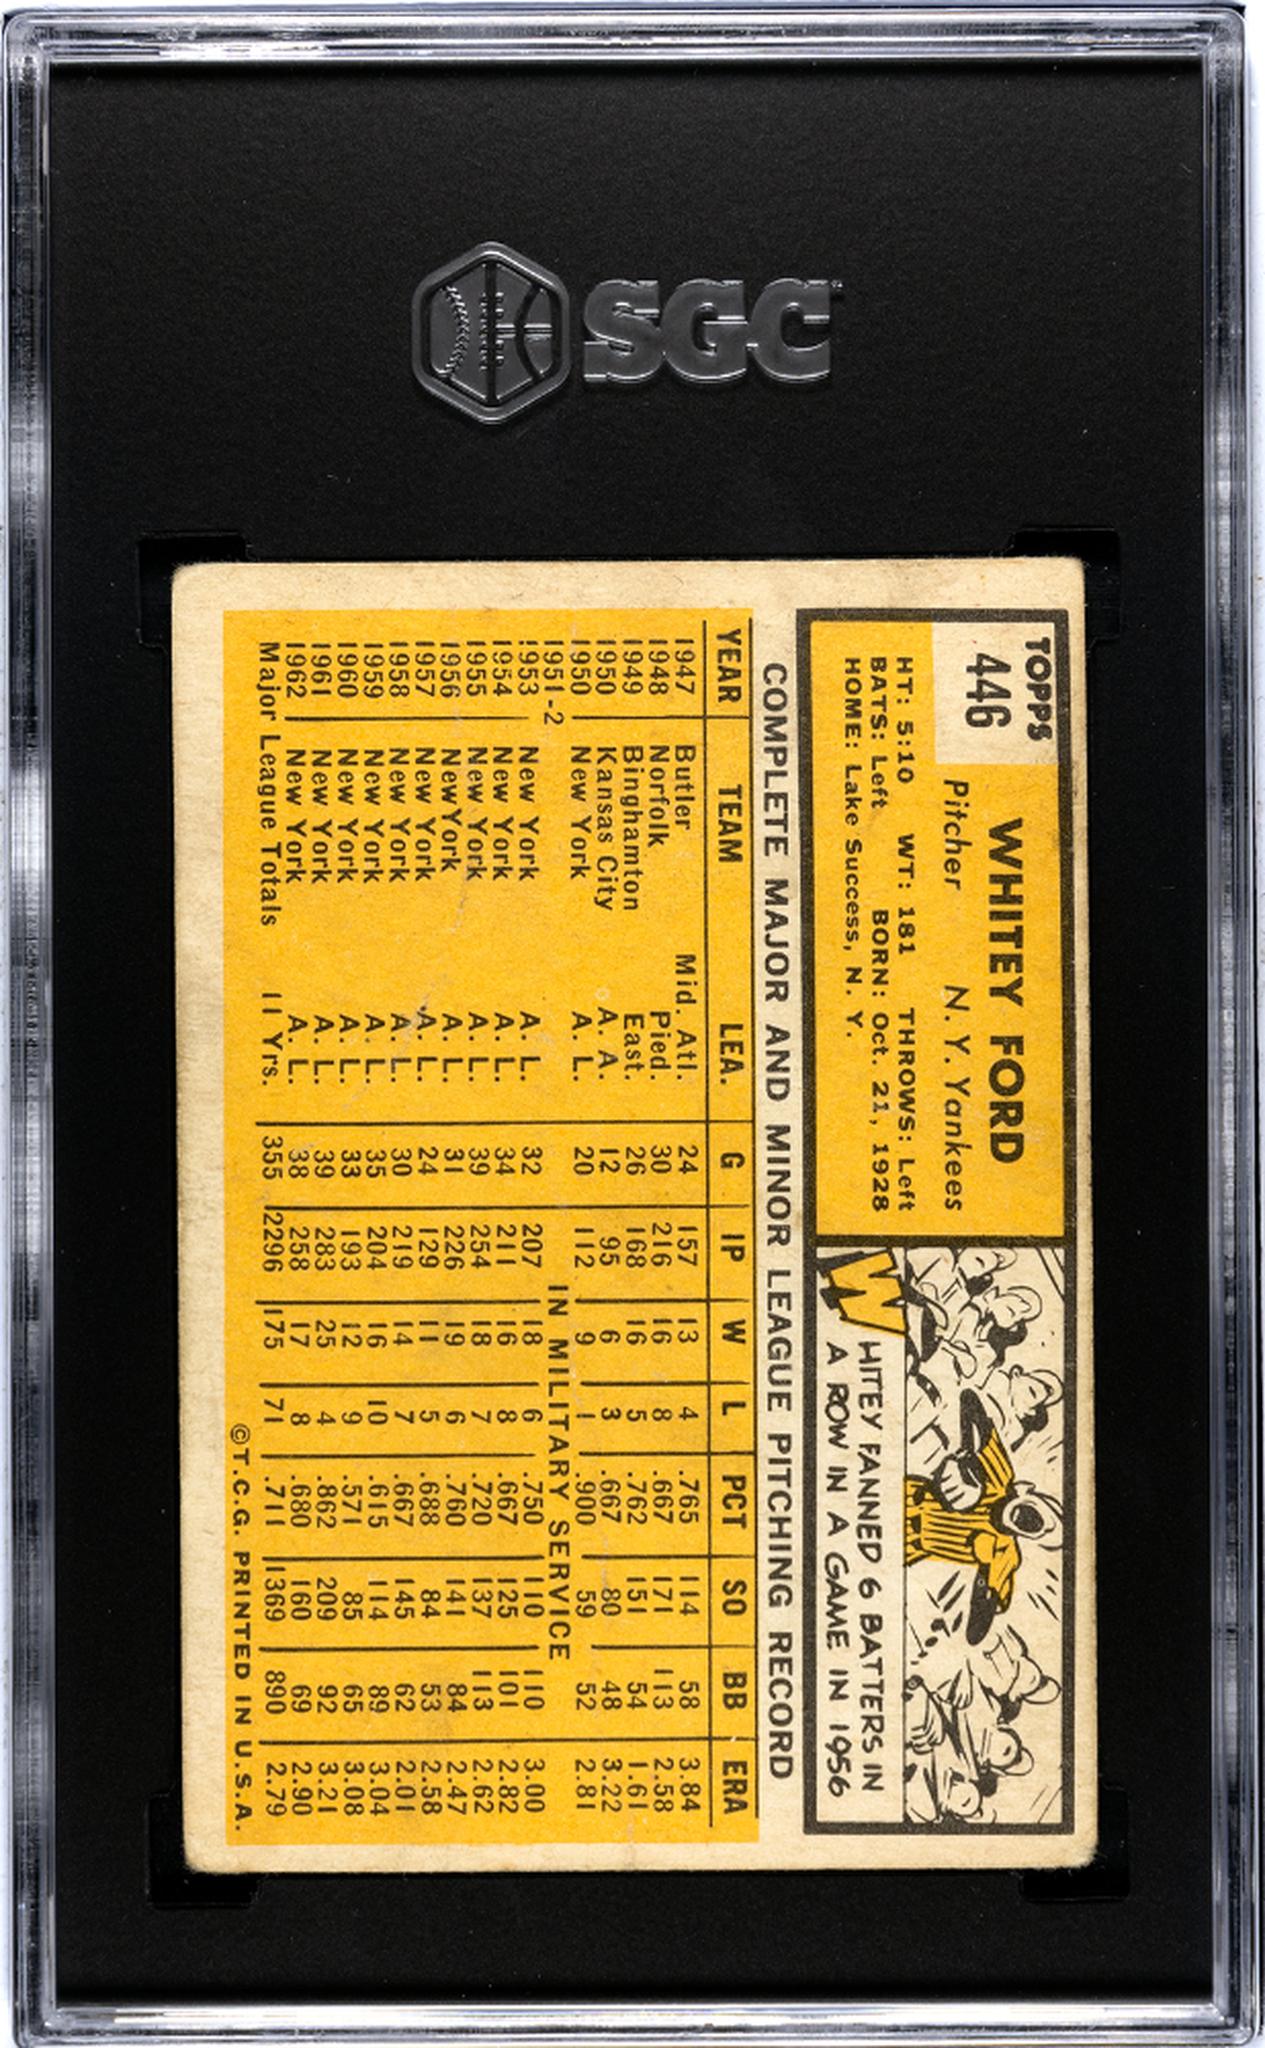 SGC
TOPPS
446
WHITEY FORD
Pitcher N. Y. Yankees
HT: 5:10 WT: 181 THROWS: Left
BATS: Left BORN: Oct. 21, 1928
HOME: Lake Success, N. Y.
WHITEY FANNED 6 BATTERS IN
A ROW IN A GAME IN 1956
COMPLETE MAJOR AND MINOR LEAGUE PITCHING RECORD
YEAR TEAM LEA. G IP W L PCT SO BB ERA
1947 Butler Mid. Atl. 24 157 13 4 .765 114 58 3.84
1948 Norfolk Pied. 30 216 16 8 .667 171 113 2.58
1949 Binghamton East. 26 168 16 5 .762 151 54 1.61
1950 Kansas City A. A. 12 95 6 3 .667 80 48 3.22
1950 New York A. L. 20 112 9 1 .900 59 52 2.81
1951-2 IN MILITARY SERVICE
1953 New York A. L. 32 207 18 6 .750 110 110 3.00
1954 New York A. L. 34 211 16 8 .667 125 101 2.82
1955 New York A. L. 39 254 18 7 .720 137 113 2.62
1956 New York A. L. 31 226 19 6 .760 141 84 2.47
1957 New York A. L. 24 129 11 5 .688 84 53 2.58
1958 New York A. L. 30 219 14 7 .667 145 62 2.01
1959 New York A. L. 35 204 16 10 .615 114 89 3.04
1960 New York A. L. 33 193 12 9 .571 85 65 3.08
1961 New York A. L. 39 283 25 4 .862 209 92 3.21
1962 New York A. L. 38 258 17 8 .680 160 69 2.90
Major League Totals 11 Yrs. 355 2296 175 71 .711 1369 890 2.79
©T.C.G. PRINTED IN U.S.A.